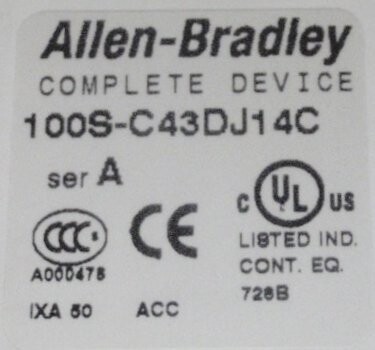 Allen-Bradley
COMPLETE DEVICE
100S-C43DJ14C
ser A
CCC
A000478
CE
C UL US
LISTED IND.
CONT. EQ.
728B
IXA 50 ACC